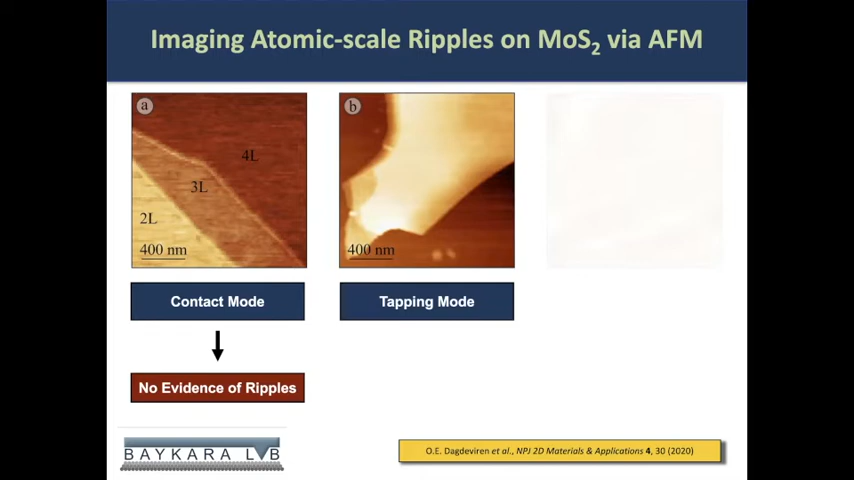 Imaging Atomic-scale Ripples on MoS₂ via AFM
a
4L
3L
2L
400 nm
b
400 nm
Contact Mode
Tapping Mode
No Evidence of Ripples
BAYKARA LAB
O.E. Dagdeviren et al., NPJ 2D Materials & Applications 4, 30 (2020)